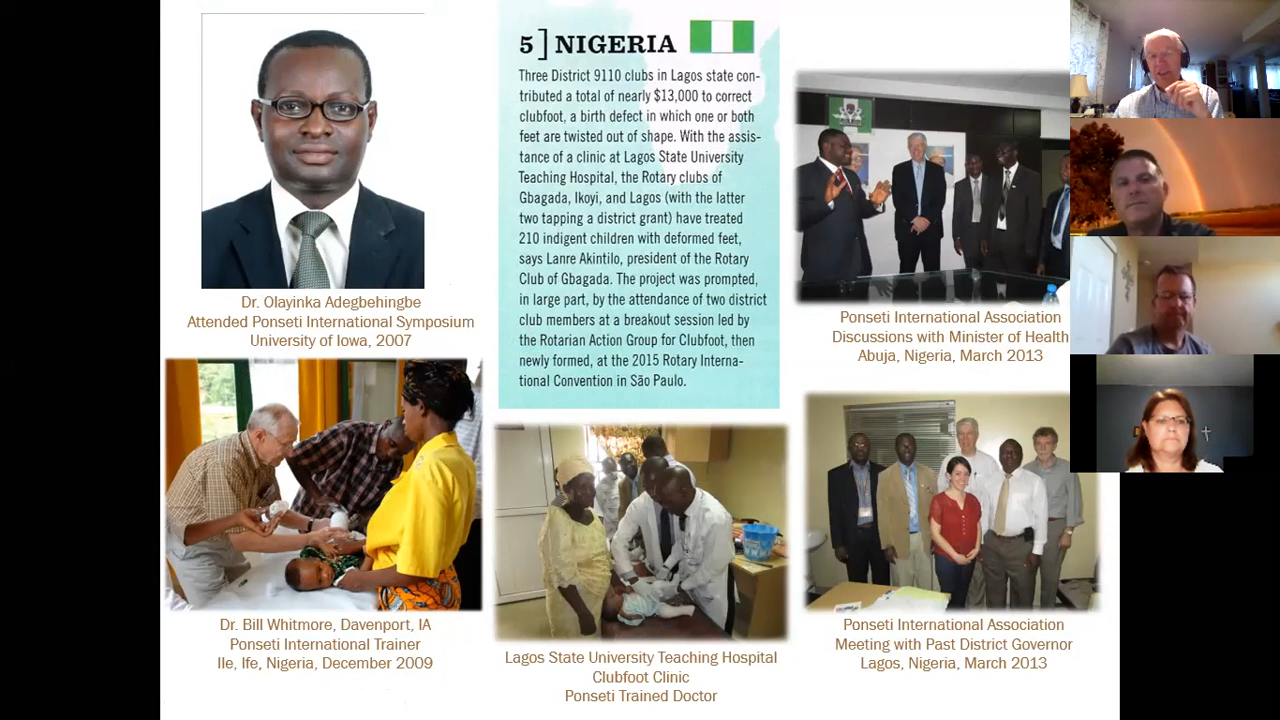 Dr. Olayinka Adegbehingbe
Attended Ponseti International Symposium
University of Iowa, 2007
5] NIGERIA
Three District 9110 clubs in Lagos state con-
tributed a total of nearly $13,000 to correct
clubfoot, a birth defect in which one or both
feet are twisted out of shape. With the assis-
tance of a clinic at Lagos State University
Teaching Hospital, the Rotary clubs of
Gbagada, Ikoyi, and Lagos (with the latter
two tapping a district grant) have treated
210 indigent children with deformed feet,
says Lanre Akintilo, president of the Rotary
Club of Gbagada. The project was prompted,
in large part, by the attendance of two district
club members at a breakout session led by
the Rotarian Action Group for Clubfoot, then
newly formed, at the 2015 Rotary Interna-
tional Convention in São Paulo.
Ponseti International Association
Discussions with Minister of Health
Abuja, Nigeria, March 2013
Dr. Bill Whitmore, Davenport, IA
Ponseti International Trainer
Ile, Ife, Nigeria, December 2009
Lagos State University Teaching Hospital
Clubfoot Clinic
Ponseti Trained Doctor
Ponseti International Association
Meeting with Past District Governor
Lagos, Nigeria, March 2013